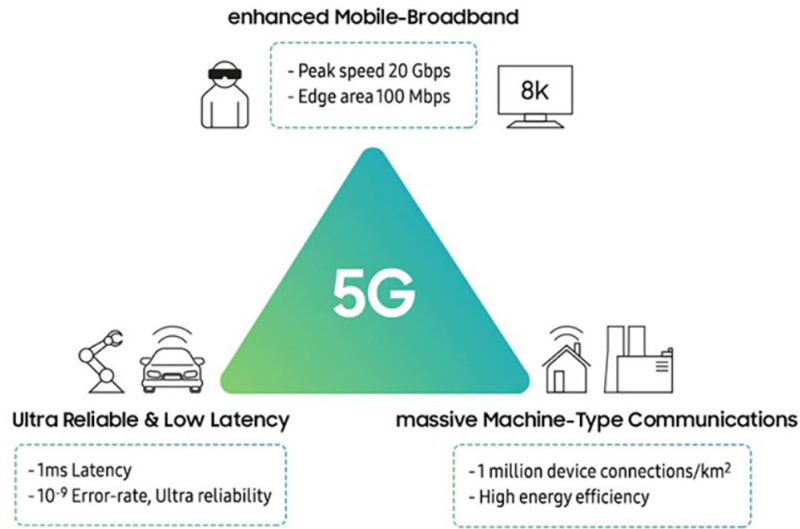 enhanced Mobile-Broadband
- Peak speed 20 Gbps
- Edge area 100 Mbps
8k
5G
Ultra Reliable & Low Latency
massive Machine-Type Communications
- 1ms Latency
- 10⁻⁹ Error-rate, Ultra reliability
- 1 million device connections/km²
- High energy efficiency